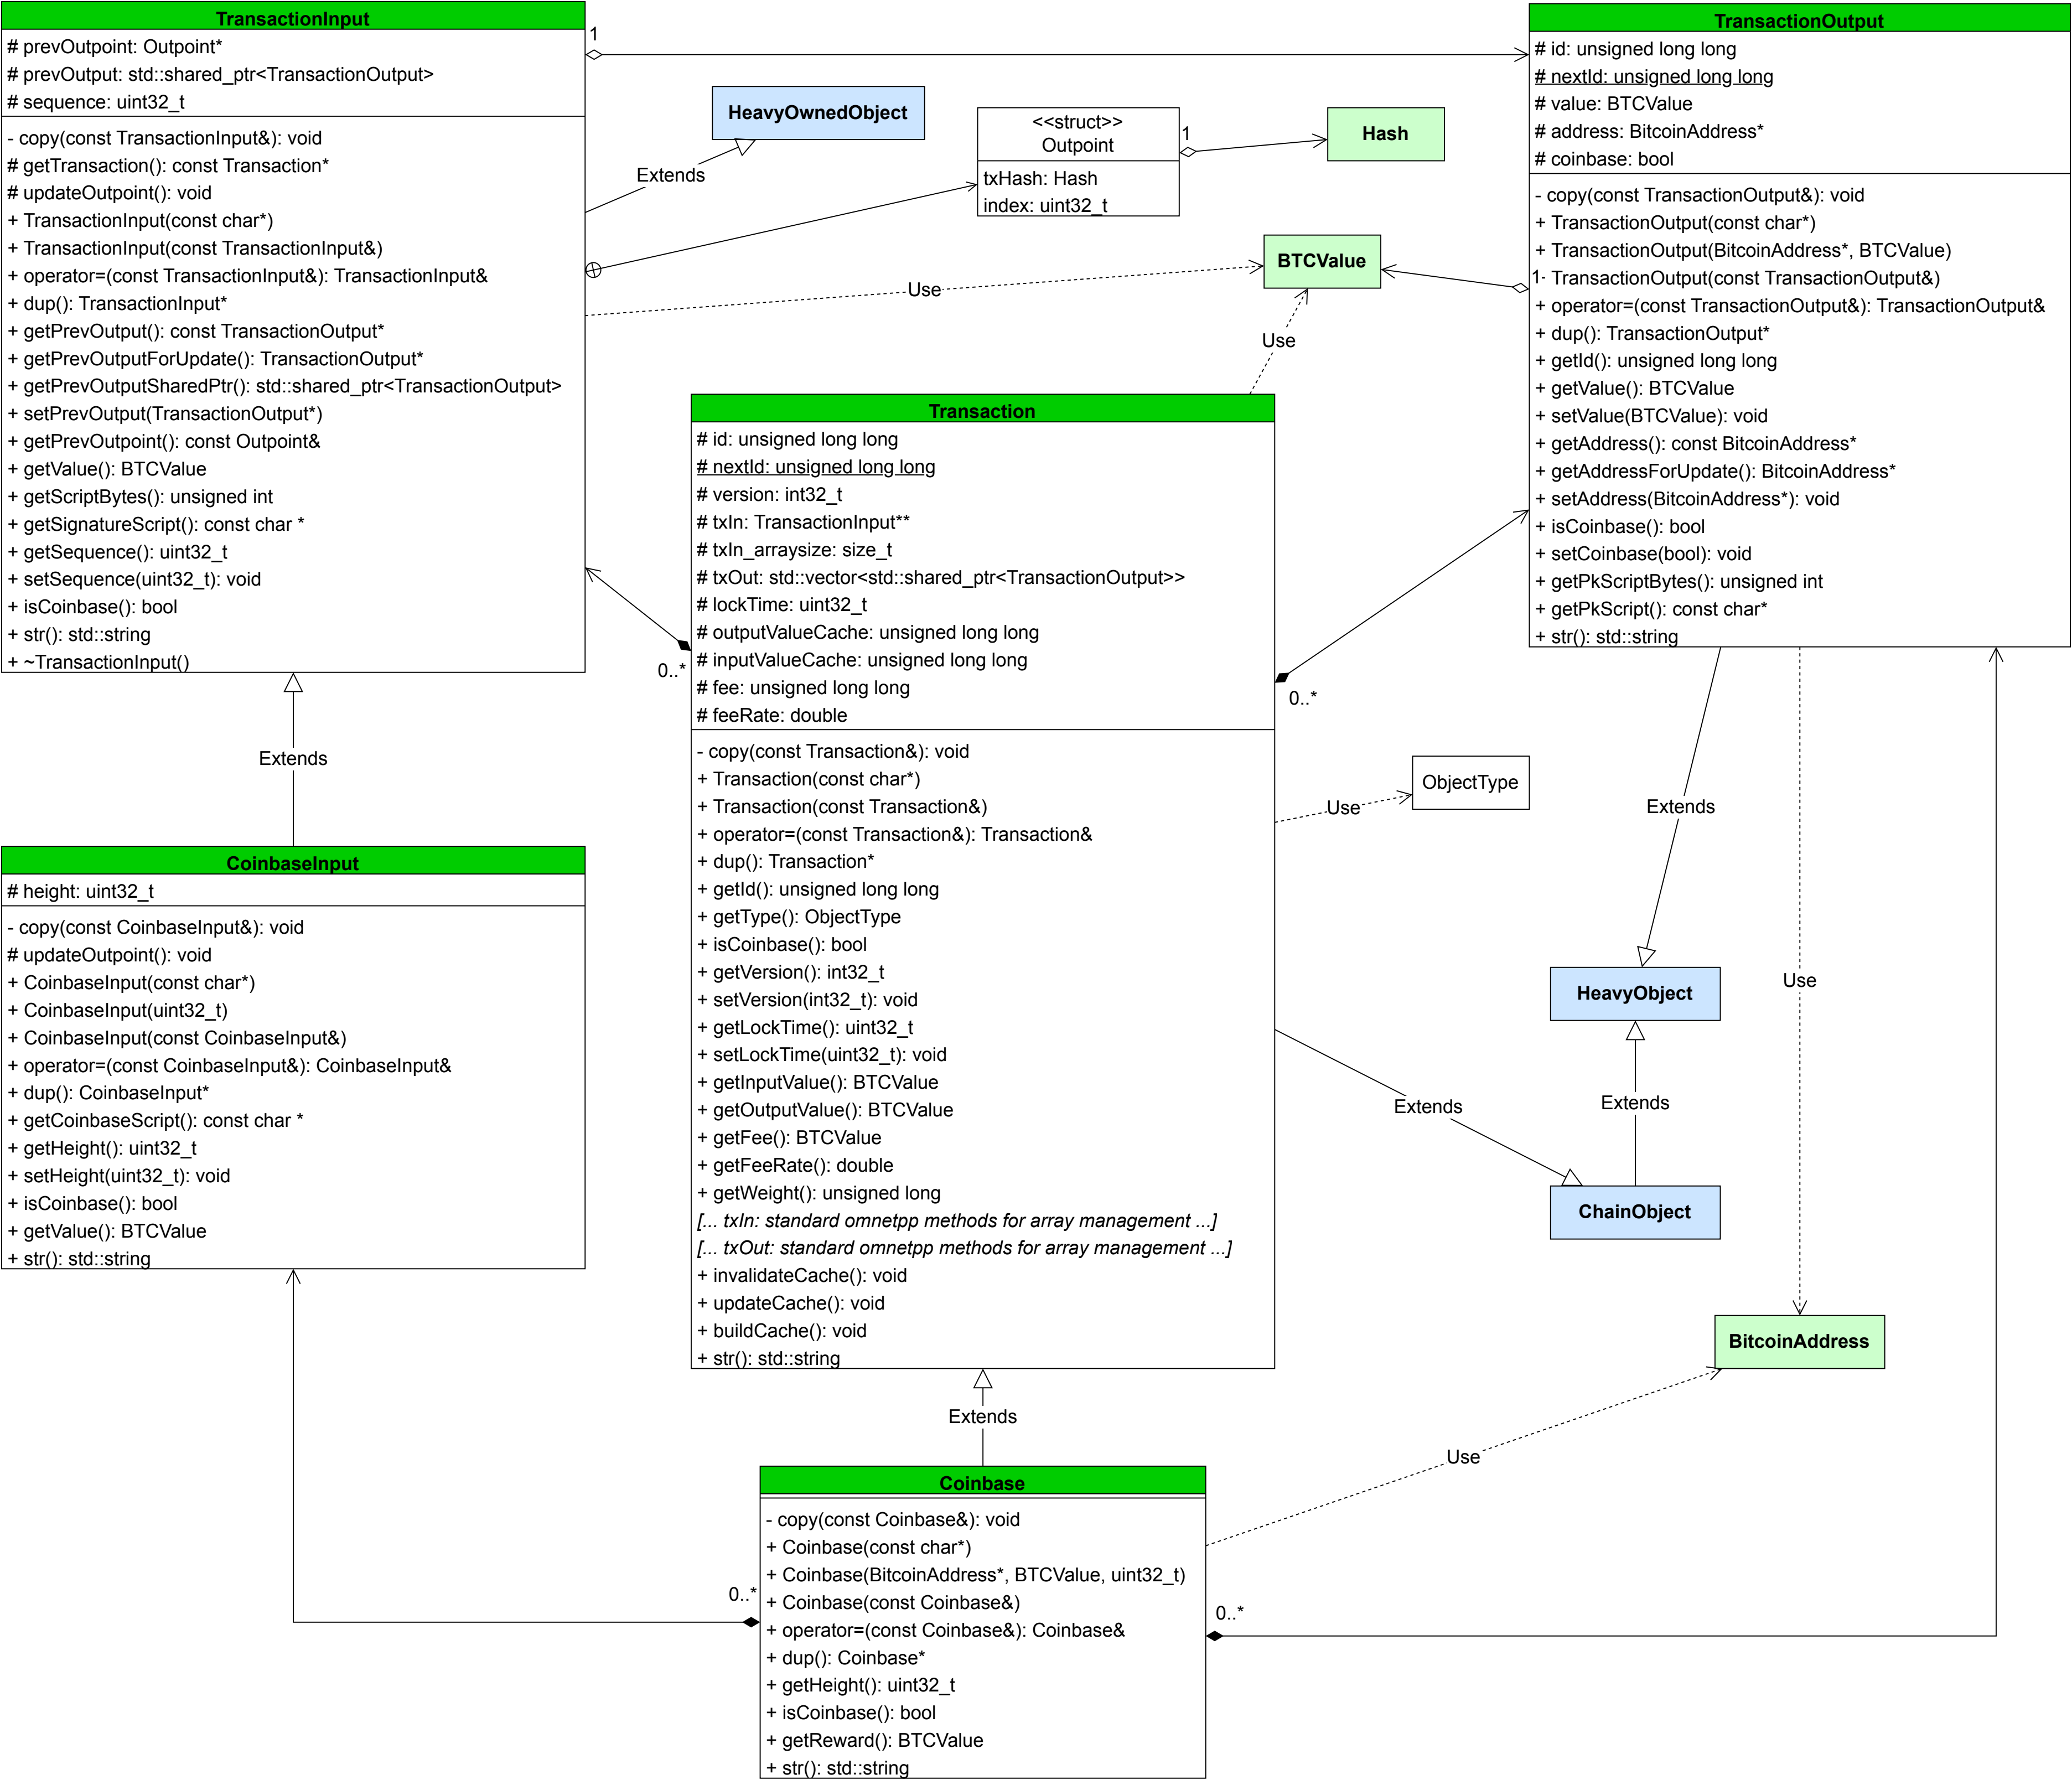 TransactionInput
# prevOutpoint: Outpoint*
# prevOutput: std::shared_ptr<TransactionOutput>
# sequence: uint32_t
- copy(const TransactionInput&): void
# getTransaction(): const Transaction*
# updateOutpoint(): void
+ TransactionInput(const char*)
+ TransactionInput(const TransactionInput&)
+ operator=(const TransactionInput&): TransactionInput&
+ dup(): TransactionInput*
+ getPrevOutput(): const TransactionOutput*
+ getPrevOutputForUpdate(): TransactionOutput*
+ getPrevOutputSharedPtr(): std::shared_ptr<TransactionOutput>
+ setPrevOutput(TransactionOutput*)
+ getPrevOutpoint(): const Outpoint&
+ getValue(): BTCValue
+ getScriptBytes(): unsigned int
+ getSignatureScript(): const char *
+ getSequence(): uint32_t
+ setSequence(uint32_t): void
+ isCoinbase(): bool
+ str(): std::string
+ ~TransactionInput()
1
HeavyOwnedObject
Extends
<<struct>>
Outpoint
txHash: Hash
index: uint32_t
1
Hash
BTCValue
Use
Use
TransactionOutput
# id: unsigned long long
# nextId: unsigned long long
# value: BTCValue
# address: BitcoinAddress*
# coinbase: bool
- copy(const TransactionOutput&): void
+ TransactionOutput(const char*)
+ TransactionOutput(BitcoinAddress*, BTCValue)
1- TransactionOutput(const TransactionOutput&)
+ operator=(const TransactionOutput&): TransactionOutput&
+ dup(): TransactionOutput*
+ getId(): unsigned long long
+ getValue(): BTCValue
+ setValue(BTCValue): void
+ getAddress(): const BitcoinAddress*
+ getAddressForUpdate(): BitcoinAddress*
+ setAddress(BitcoinAddress*): void
+ isCoinbase(): bool
+ setCoinbase(bool): void
+ getPkScriptBytes(): unsigned int
+ getPkScript(): const char*
+ str(): std::string
Transaction
# id: unsigned long long
# nextId: unsigned long long
# version: int32_t
# txIn: TransactionInput**
# txIn_arraysize: size_t
# txOut: std::vector<std::shared_ptr<TransactionOutput>>
# lockTime: uint32_t
# outputValueCache: unsigned long long
# inputValueCache: unsigned long long
# fee: unsigned long long
# feeRate: double
- copy(const Transaction&): void
+ Transaction(const char*)
+ Transaction(const Transaction&)
+ operator=(const Transaction&): Transaction&
+ dup(): Transaction*
+ getId(): unsigned long long
+ getType(): ObjectType
+ isCoinbase(): bool
+ getVersion(): int32_t
+ setVersion(int32_t): void
+ getLockTime(): uint32_t
+ setLockTime(uint32_t): void
+ getInputValue(): BTCValue
+ getOutputValue(): BTCValue
+ getFee(): BTCValue
+ getFeeRate(): double
+ getWeight(): unsigned long
[... txIn: standard omnetpp methods for array management ...]
[... txOut: standard omnetpp methods for array management ...]
+ invalidateCache(): void
+ updateCache(): void
+ buildCache(): void
+ str(): std::string
0..*
0..*
Extends
Use
ObjectType
Extends
Use
HeavyObject
Extends
Extends
ChainObject
BitcoinAddress
CoinbaseInput
# height: uint32_t
- copy(const CoinbaseInput&): void
# updateOutpoint(): void
+ CoinbaseInput(const char*)
+ CoinbaseInput(uint32_t)
+ CoinbaseInput(const CoinbaseInput&)
+ operator=(const CoinbaseInput&): CoinbaseInput&
+ dup(): CoinbaseInput*
+ getCoinbaseScript(): const char *
+ getHeight(): uint32_t
+ setHeight(uint32_t): void
+ isCoinbase(): bool
+ getValue(): BTCValue
+ str(): std::string
Extends
Use
Coinbase
- copy(const Coinbase&): void
+ Coinbase(const char*)
+ Coinbase(BitcoinAddress*, BTCValue, uint32_t)
+ Coinbase(const Coinbase&)
+ operator=(const Coinbase&): Coinbase&
+ dup(): Coinbase*
+ getHeight(): uint32_t
+ isCoinbase(): bool
+ getReward(): BTCValue
+ str(): std::string
0..*
0..*